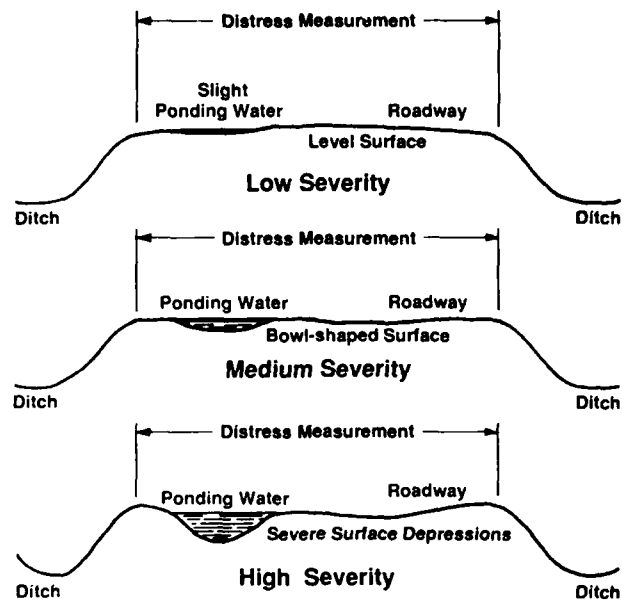 Distress Measurement
Slight
Ponding Water
Roadway
Level Surface
Low Severity
Ditch
Ditch
Distress Measurement
Ponding Water
Roadway
Bowl-shaped Surface
Medium Severity
Ditch
Ditch
Distress Measurement
Ponding Water
Roadway
Severe Surface Depressions
High Severity
Ditch
Ditch